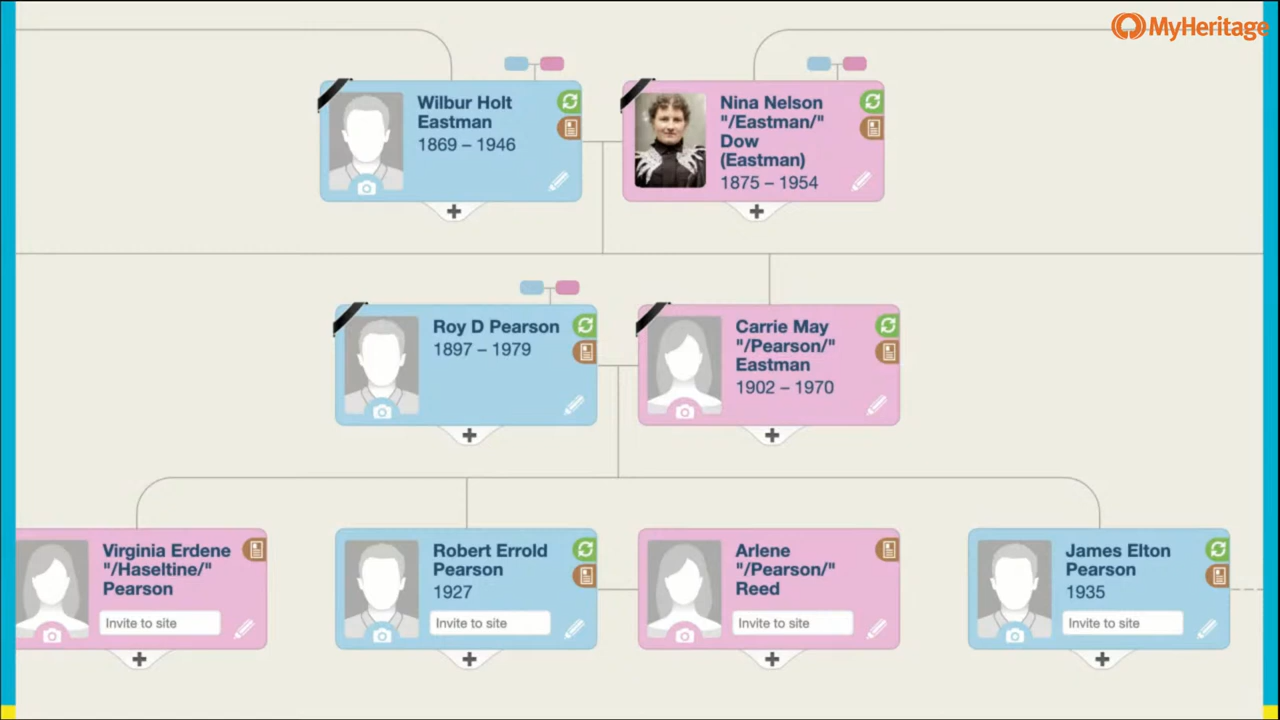 MyHeritage
Wilbur Holt
Eastman
1869 – 1946
Nina Nelson
"/Eastman/"
Dow
(Eastman)
1875 – 1954
Roy D Pearson
1897 – 1979
Carrie May
"/Pearson/"
Eastman
1902 – 1970
Virginia Erdene
"/Haseltine/"
Pearson
Invite to site
Robert Errold
Pearson
1927
Invite to site
Arlene
"/Pearson/"
Reed
Invite to site
James Elton
Pearson
1935
Invite to site